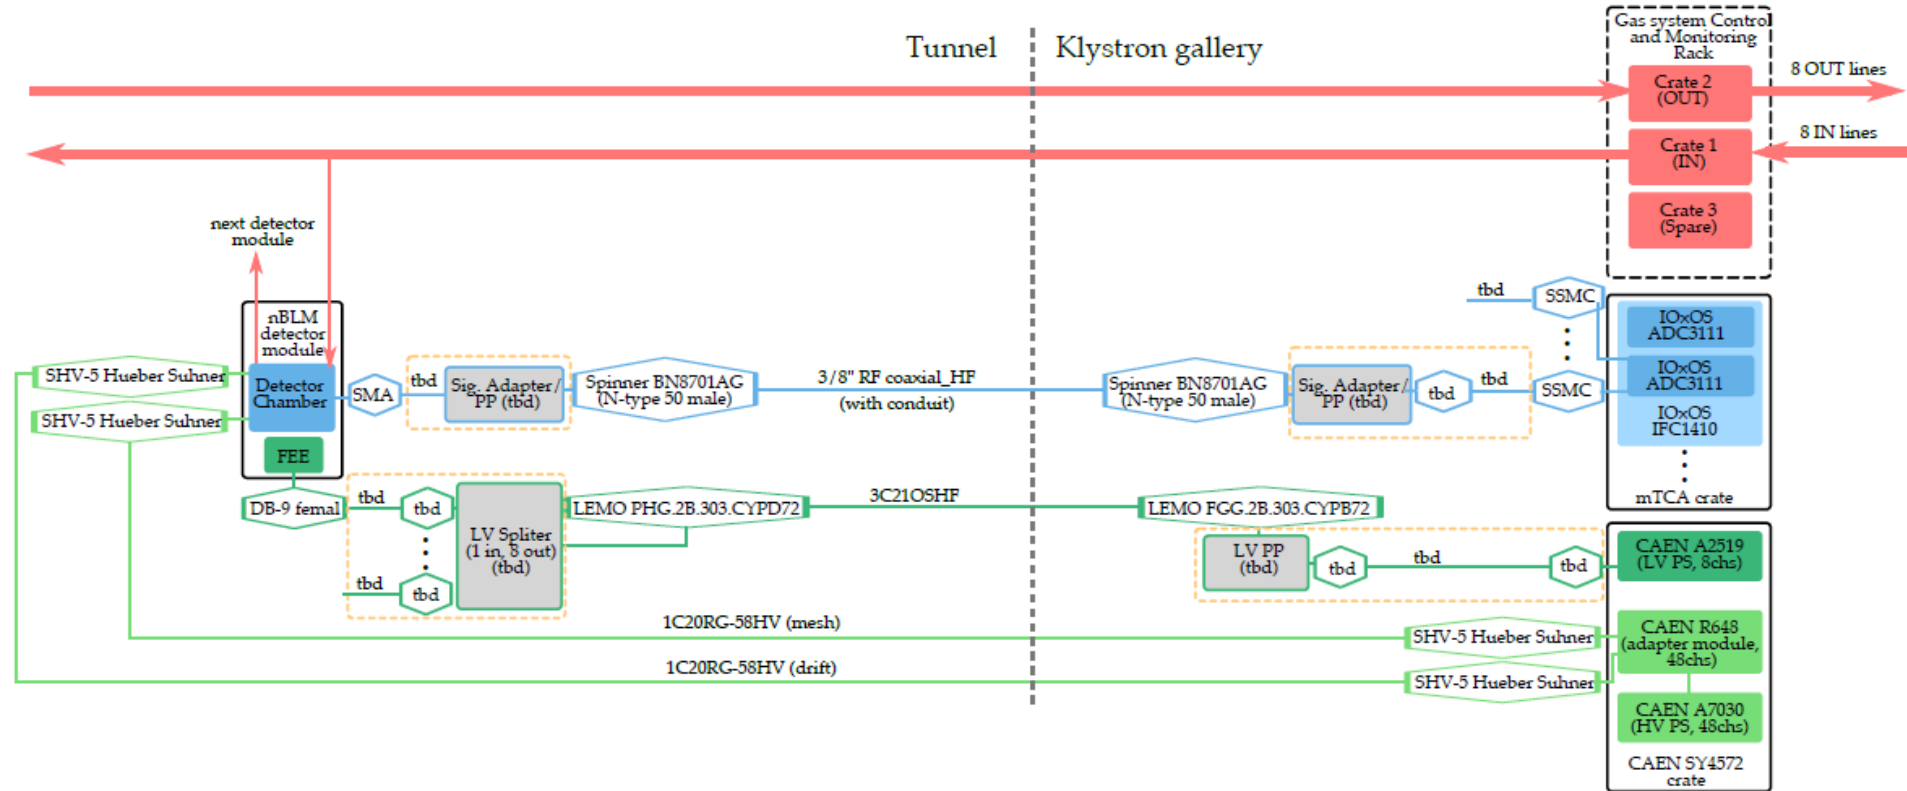 Tunnel
Klystron gallery
Gas system Control
and Monitoring
Rack
Crate 2
(OUT)
8 OUT lines
Crate 1
(IN)
8 IN lines
Crate 3
(Spare)
next detector
module
nBLM
detector
module
SHV-5 Hueber Suhner
SHV-5 Hueber Suhner
Detector
Chamber
FEE
SMA
tbd
Sig. Adapter/
PP (tbd)
Spinner BN8701AG
(N-type 50 male)
3/8" RF coaxial_HF
(with conduit)
Spinner BN8701AG
(N-type 50 male)
Sig. Adapter/
PP (tbd)
tbd
tbd
SSMC
tbd
SSMC
IOxOS
ADC3111
IOxOS
ADC3111
IOxOS
IFC1410
mTCA crate
DB-9 femal
tbd
tbd
tbd
tbd
LV Spliter
(1 in, 8 out)
(tbd)
LEMO PHG.2B.303.CYPD72
3C21OSHF
LEMO FGG.2B.303.CYPB72
LV PP
(tbd)
tbd
tbd
tbd
CAEN A2519
(LV PS, 8chs)
1C20RG-58HV (mesh)
SHV-5 Hueber Suhner
1C20RG-58HV (drift)
SHV-5 Hueber Suhner
CAEN R648
(adapter module,
48chs)
CAEN A7030
(HV PS, 48chs)
CAEN SY4572
crate